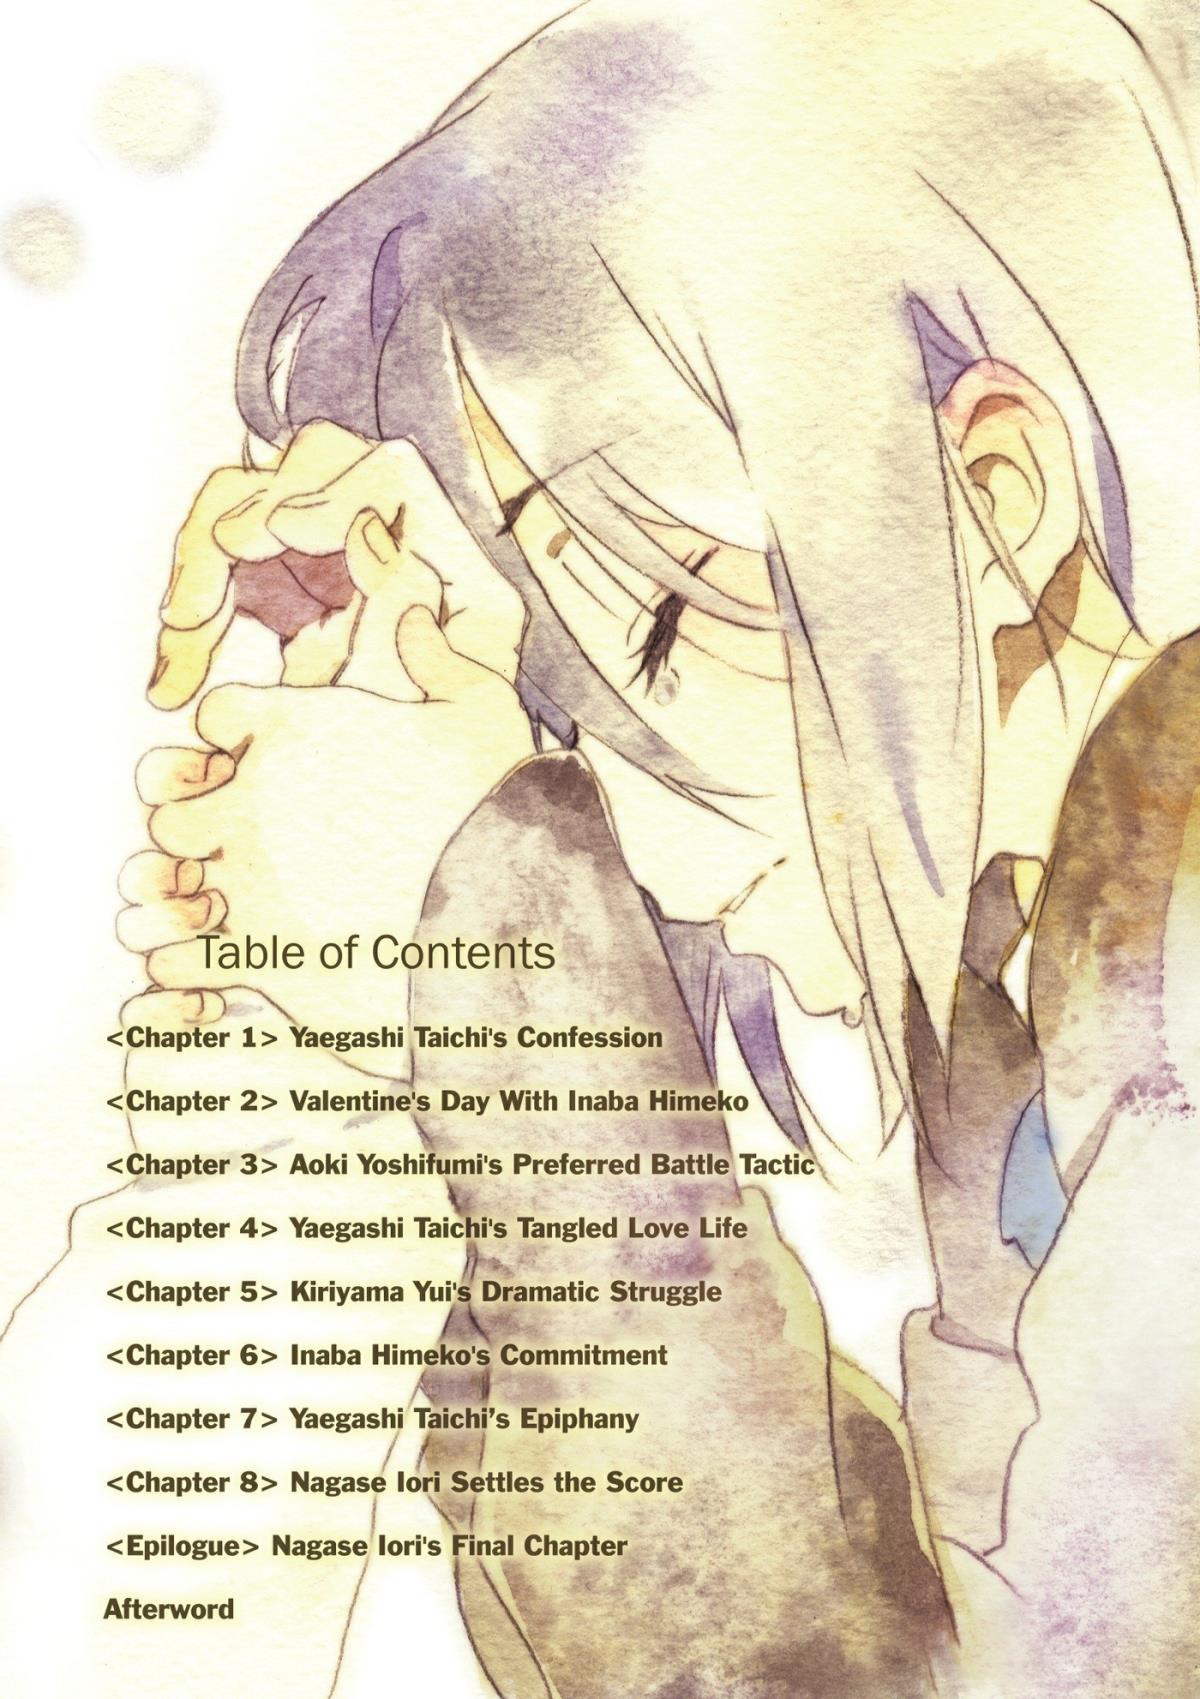 Table of Contents
<Chapter 1> Yaegashi Taichi's Confession
<Chapter 2> Valentine's Day With Inaba Himeko
<Chapter 3> Aoki Yoshifumi's Preferred Battle Tactic
<Chapter 4> Yaegashi Taichi's Tangled Love Life
<Chapter 5> Kiriyama Yui's Dramatic Struggle
<Chapter 6> Inaba Himeko's Commitment
<Chapter 7> Yaegashi Taichi’s Epiphany
<Chapter 8> Nagase Iori Settles the Score
<Epilogue> Nagase Iori's Final Chapter
Afterword